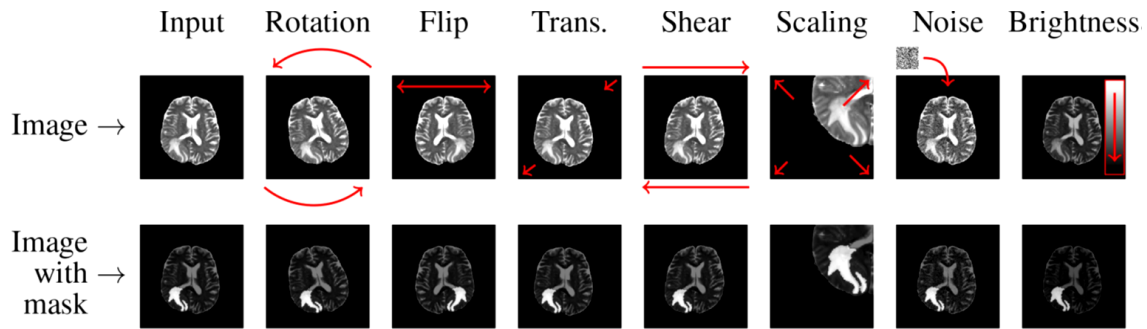 Input Rotation Flip Trans. Shear Scaling Noise Brightness.
Image →
Image
with →
mask